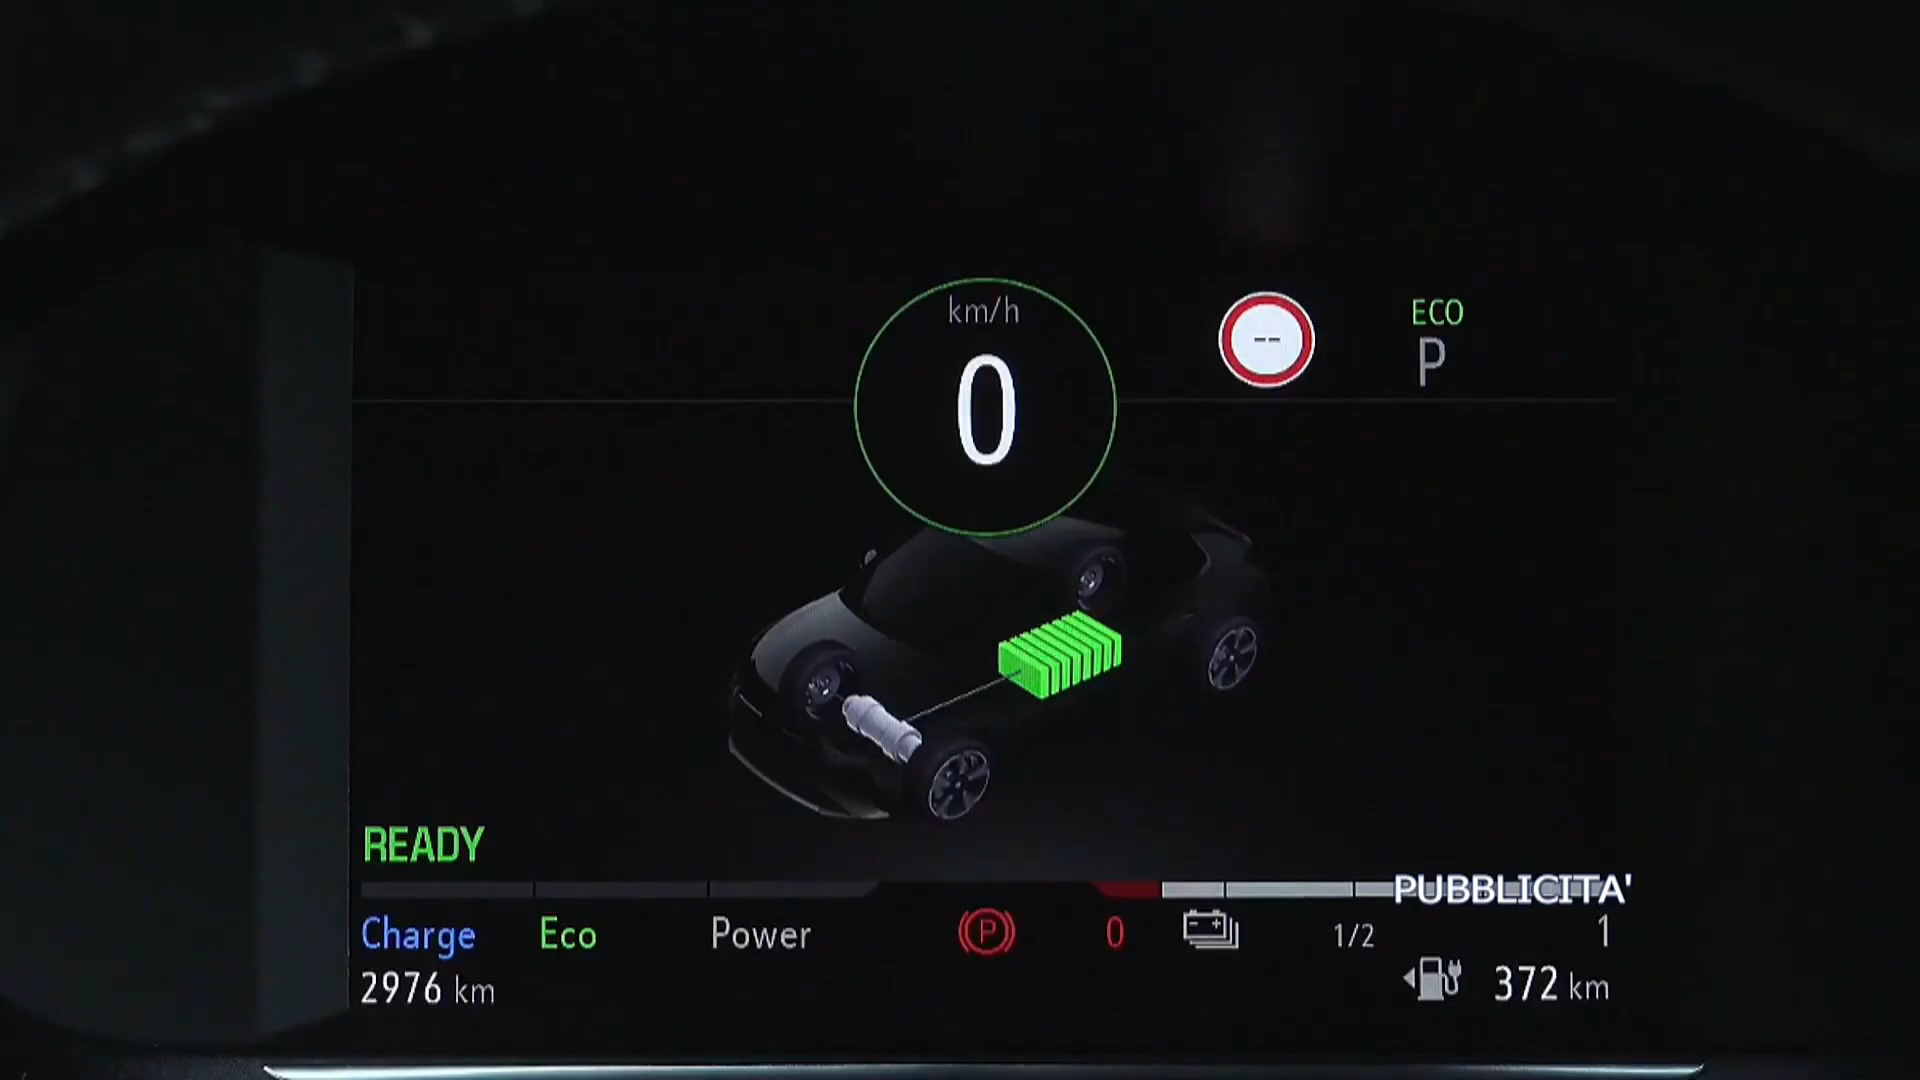 km/h
0
--
ECO
P
READY
PUBBLICITA'
Charge
Eco
Power
P
0
1/2
1
2976 km
372 km